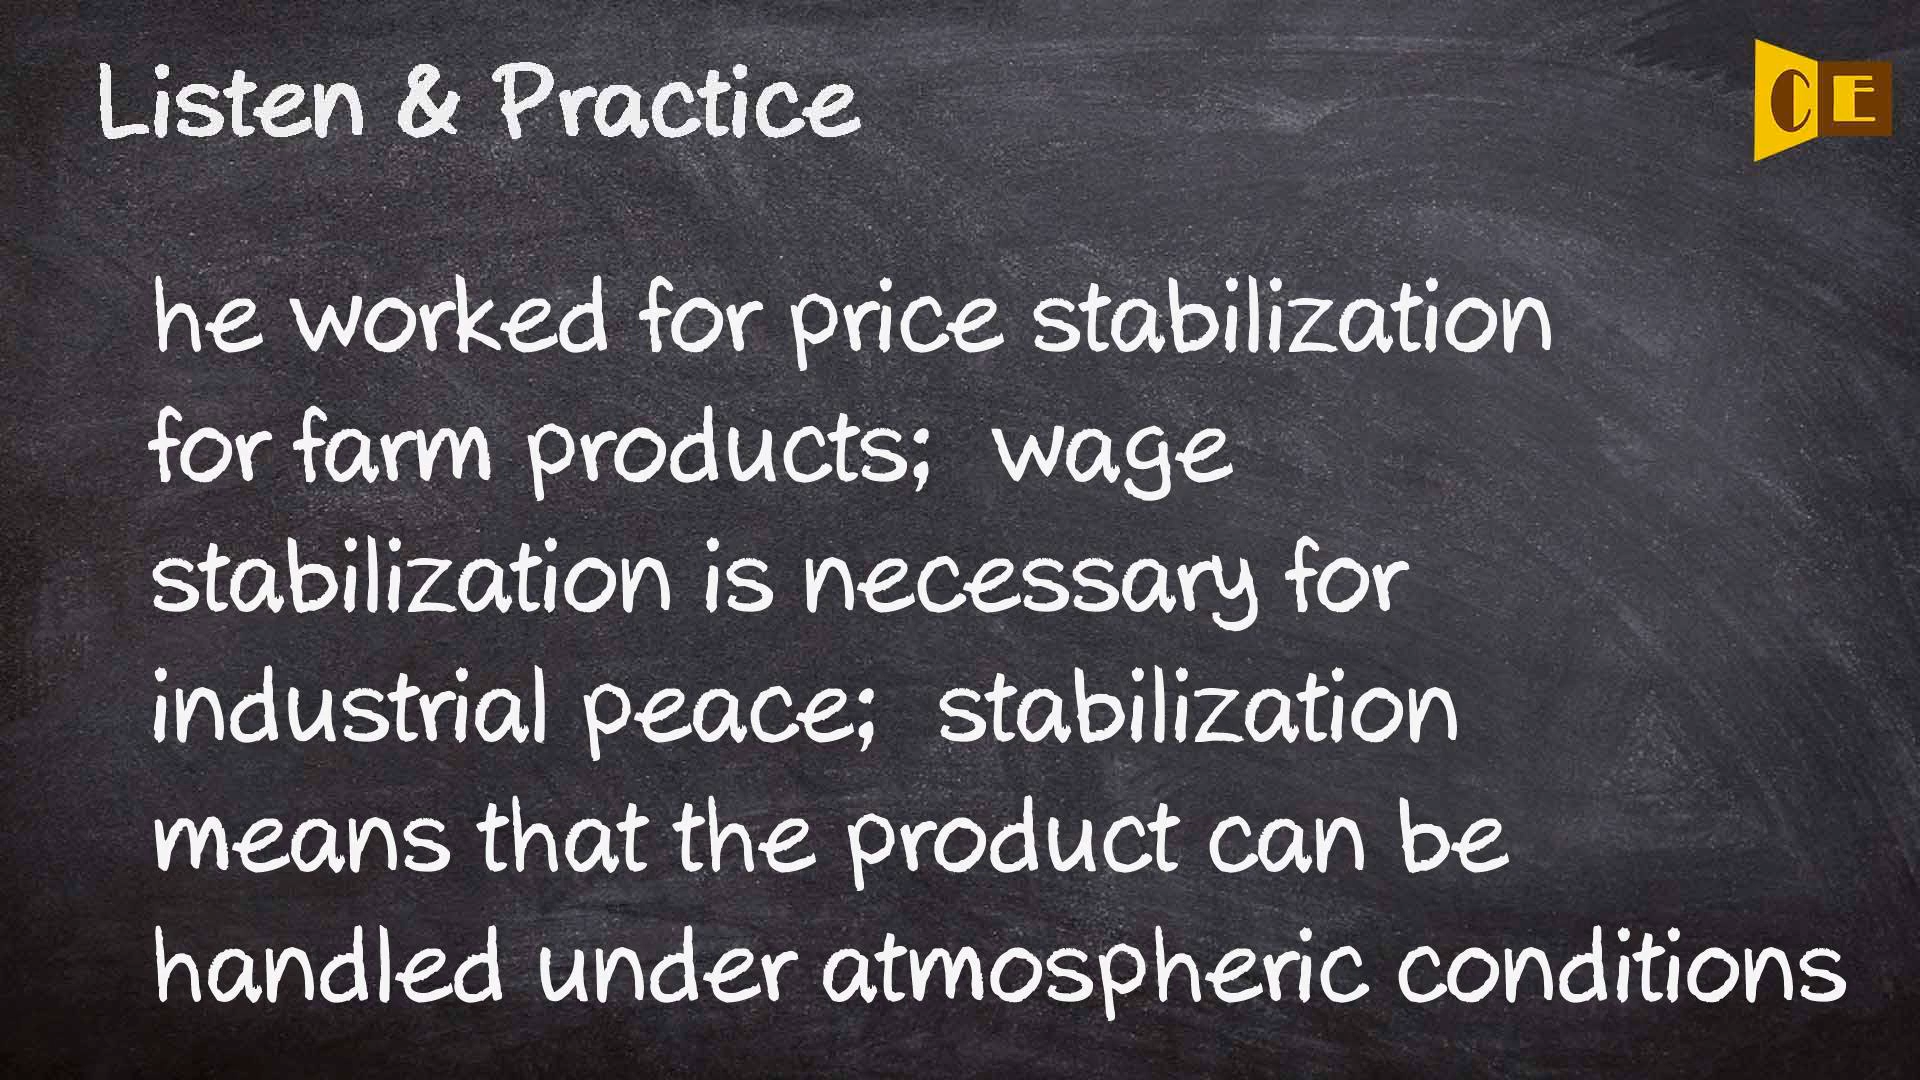 Listen & Practice
CE
he worked for price stabilization
for farm products;  wage
stabilization is necessary for
industrial peace;  stabilization
means that the product can be
handled under atmospheric conditions